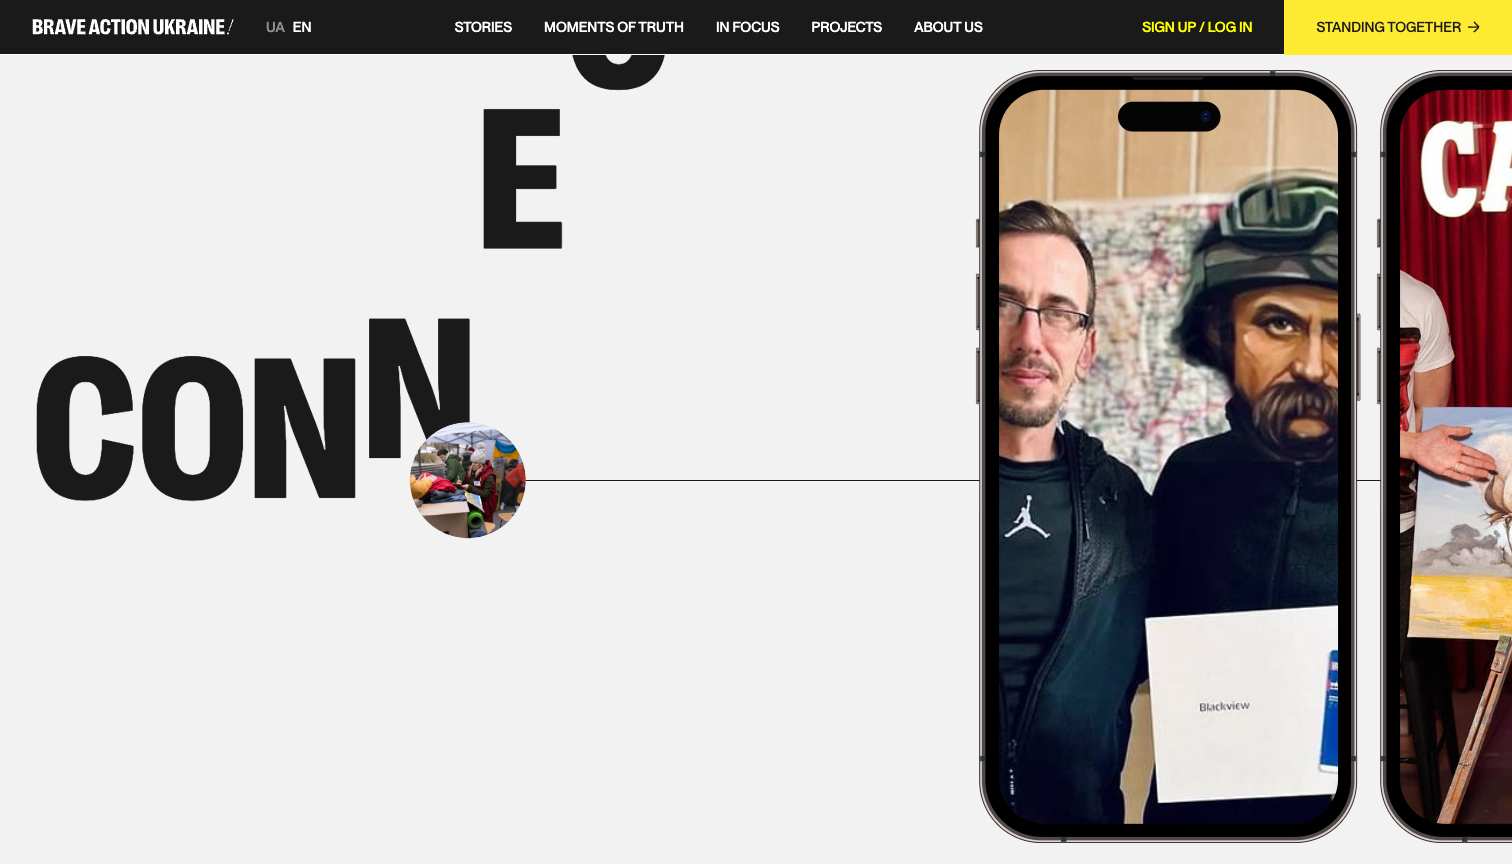 BRAVE ACTION UKRAINE/
UA EN
STORIES
MOMENTS OF TRUTH
IN FOCUS
PROJECTS
ABOUT US
SIGN UP / LOG IN
STANDING TOGETHER →
E
CONN
Blackview